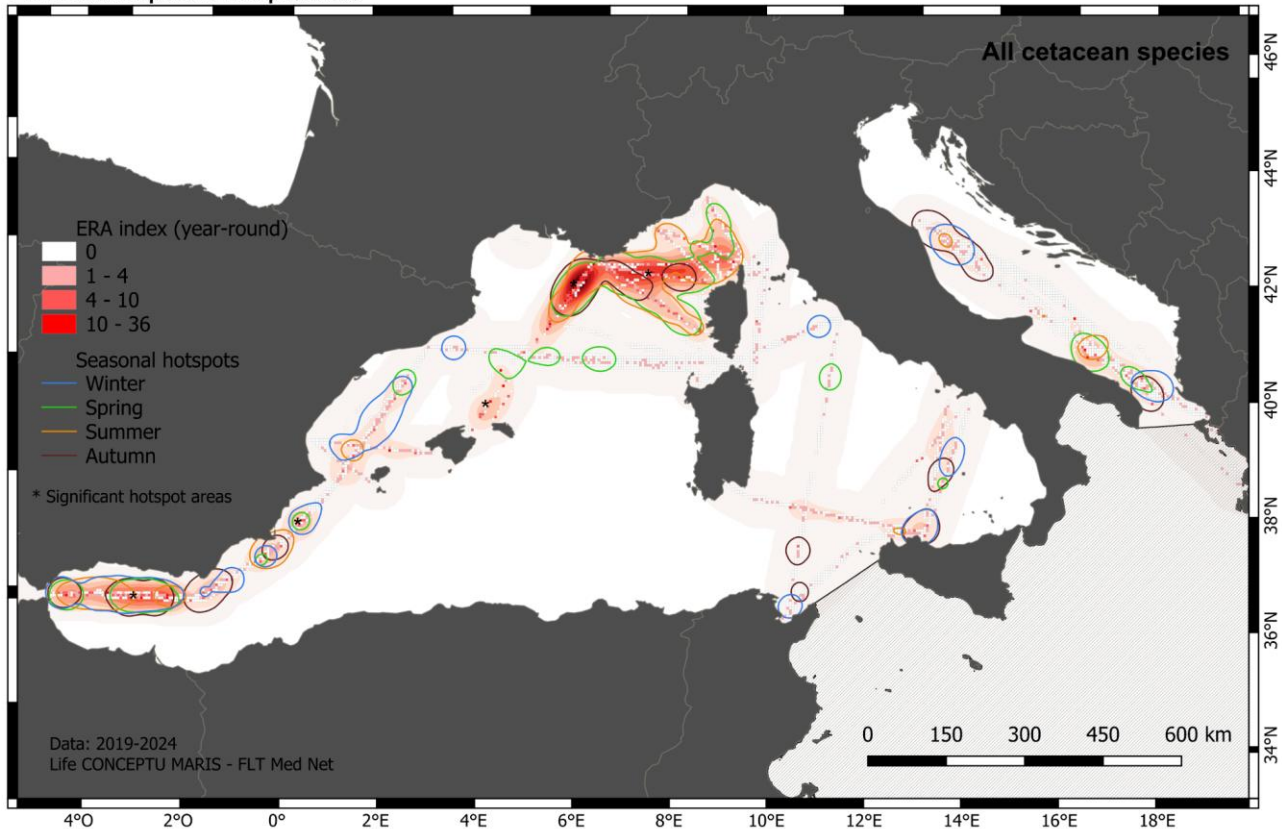 All cetacean species
ERA index (year-round)
0
1 - 4
4 - 10
10 - 36
Seasonal hotspots
Winter
Spring
Summer
Autumn
* Significant hotspot areas
Data: 2019-2024
Life CONCEPTU MARIS - FLT Med Net
0 150 300 450 600 km
46°N
44°N
42°N
40°N
38°N
36°N
34°N
4°O 2°O 0° 2°E 4°E 6°E 8°E 10°E 12°E 14°E 16°E 18°E